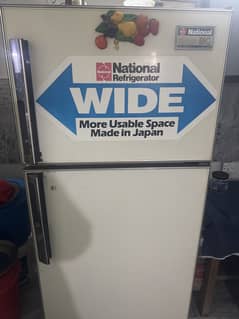 National
National
Refrigerator
WIDE
More Usable Space
Made in Japan